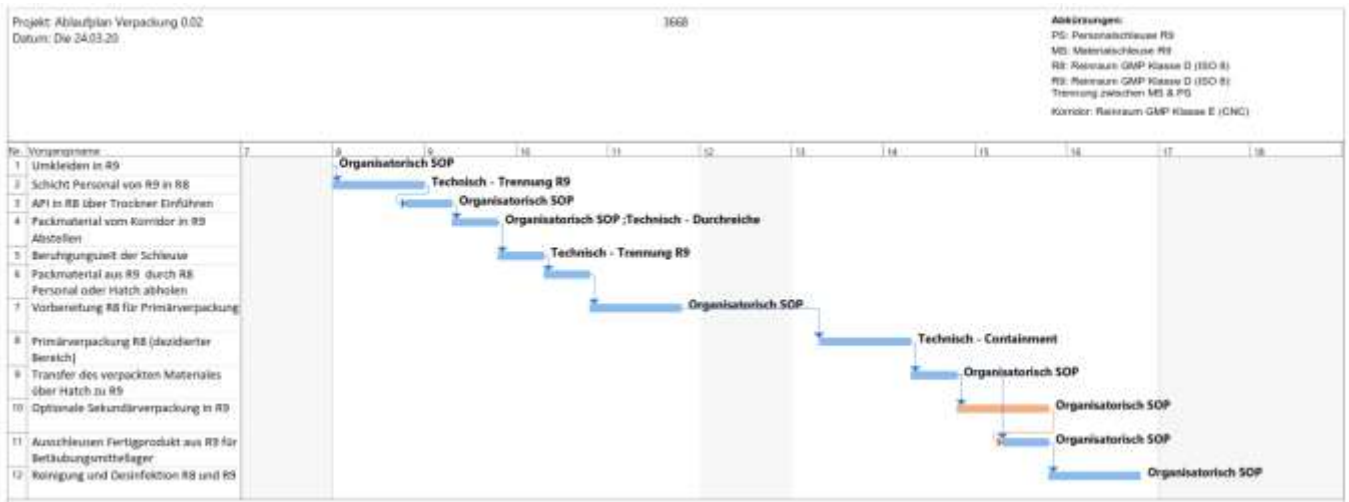 Projekt: Ablaufplan Verpackung 0.02
Datum: Die 24.03.20
3668
Abkürzungen:
PS: Personalschleuse R9
MS: Materialschleuse R9
R8: Reinraum GMP Klasse D (ISO 8)
R9: Reinraum GMP Klasse D (ISO 8)
Trennung zwischen MS & PS
Korridor: Reinraum GMP Klasse E (CNC)
Nr. Vorgangsname 7 8 9 10 11 12 13 14 15 16 17 18
1 Umkleiden in R9 Organisatorisch SOP
2 Schicht Personal von R9 in R8 Technisch - Trennung R9
3 API in R8 über Trockner Einführen Organisatorisch SOP
4 Packmaterial vom Korridor in R9 Organisatorisch SOP ;Technisch - Durchreiche
Abstellen
5 Beruhigungszeit der Schleuse Technisch - Trennung R9
6 Packmaterial aus R9 durch R8
Personal oder Hatch abholen
7 Vorbereitung R8 für Primärverpackung Organisatorisch SOP
8 Primärverpackung R8 (dezidierter Technisch - Containment
Bereich)
9 Transfer des verpackten Materiales Organisatorisch SOP
über Hatch zu R9
10 Optionale Sekundärverpackung in R9 Organisatorisch SOP
11 Ausschleusen Fertigprodukt aus R9 für Organisatorisch SOP
Betäubungsmittellager
12 Reinigung und Desinfektion R8 und R9 Organisatorisch SOP